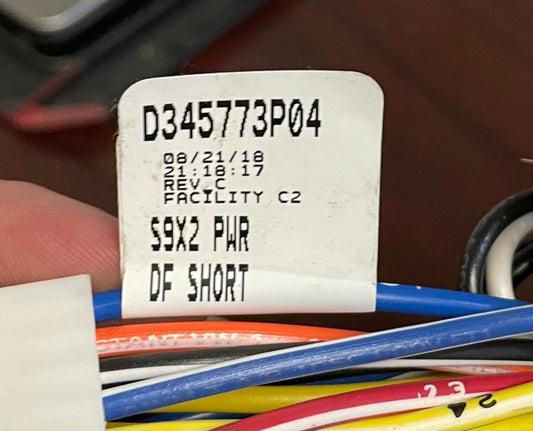 D345773P04
08/21/18
21:18:17
REV C
FACILITY C2
S9X2 PWR
DF SHORT